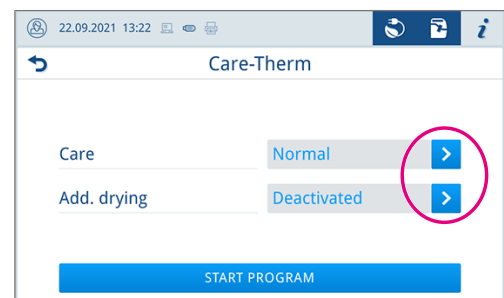 22.09.2021 13:22
i
Care-Therm
Care Normal
Add. drying Deactivated
START PROGRAM